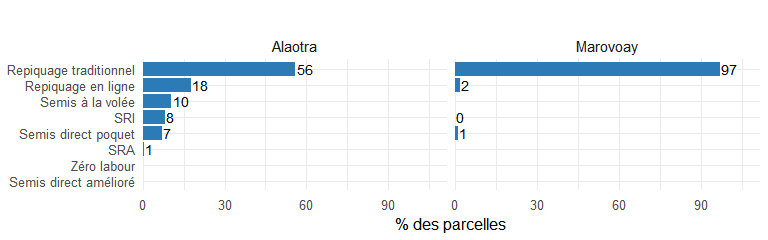 Alaotra Marovoay
Repiquage traditionnel 56 97
Repiquage en ligne 18 2
Semis à la volée 10
SRI 8 0
Semis direct poquet 7 1
SRA 1
Zéro labour
Semis direct amélioré
0 30 60 90 0 30 60 90
% des parcelles